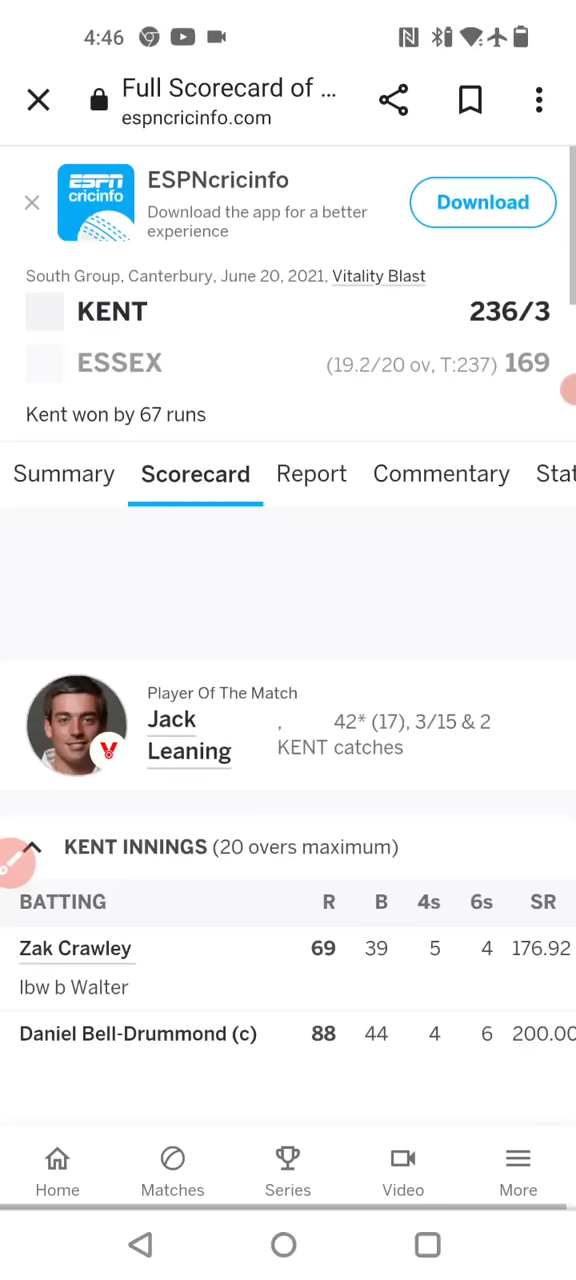 4:46
Full Scorecard of ...
espncricinfo.com
ESPN
cricinfo
ESPNcricinfo
Download the app for a better
experience
Download
South Group, Canterbury, June 20, 2021, Vitality Blast
KENT 236/3
ESSEX (19.2/20 ov, T:237) 169
Kent won by 67 runs
Summary Scorecard Report Commentary Stat
Player Of The Match
Jack , 42* (17), 3/15 & 2
Leaning KENT catches
KENT INNINGS (20 overs maximum)
BATTING R B 4s 6s SR
Zak Crawley 69 39 5 4 176.92
lbw b Walter
Daniel Bell-Drummond (c) 88 44 4 6 200.00
Home Matches Series Video More